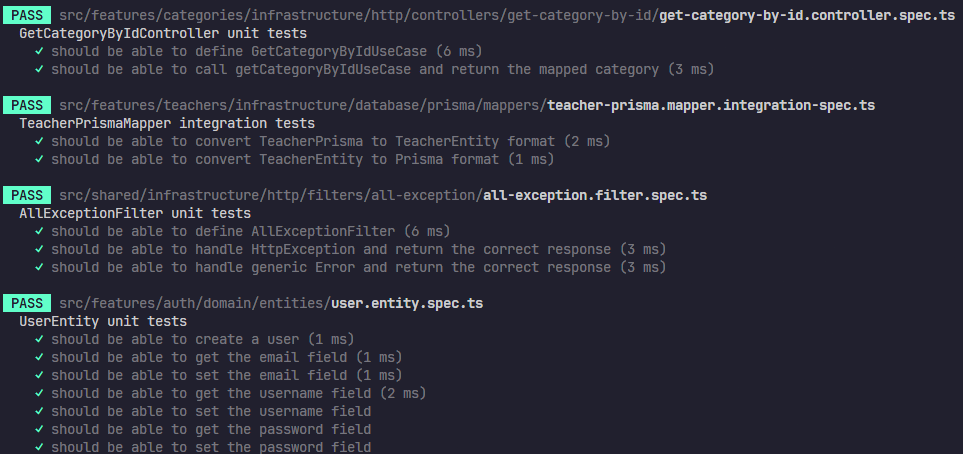 PASS src/features/categories/infrastructure/http/controllers/get-category-by-id/get-category-by-id.controller.spec.ts
GetCategoryByIdController unit tests
✓ should be able to define GetCategoryByIdUseCase (6 ms)
✓ should be able to call getCategoryByIdUseCase and return the mapped category (3 ms)
PASS src/features/teachers/infrastructure/database/prisma/mappers/teacher-prisma.mapper.integration-spec.ts
TeacherPrismaMapper integration tests
✓ should be able to convert TeacherPrisma to TeacherEntity format (2 ms)
✓ should be able to convert TeacherEntity to Prisma format (1 ms)
PASS src/shared/infrastructure/http/filters/all-exception/all-exception.filter.spec.ts
AllExceptionFilter unit tests
✓ should be able to define AllExceptionFilter (6 ms)
✓ should be able to handle HttpException and return the correct response (3 ms)
✓ should be able to handle generic Error and return the correct response (3 ms)
PASS src/features/auth/domain/entities/user.entity.spec.ts
UserEntity unit tests
✓ should be able to create a user (1 ms)
✓ should be able to get the email field (1 ms)
✓ should be able to set the email field (1 ms)
✓ should be able to get the username field (2 ms)
✓ should be able to set the username field
✓ should be able to get the password field
✓ should be able to set the password field